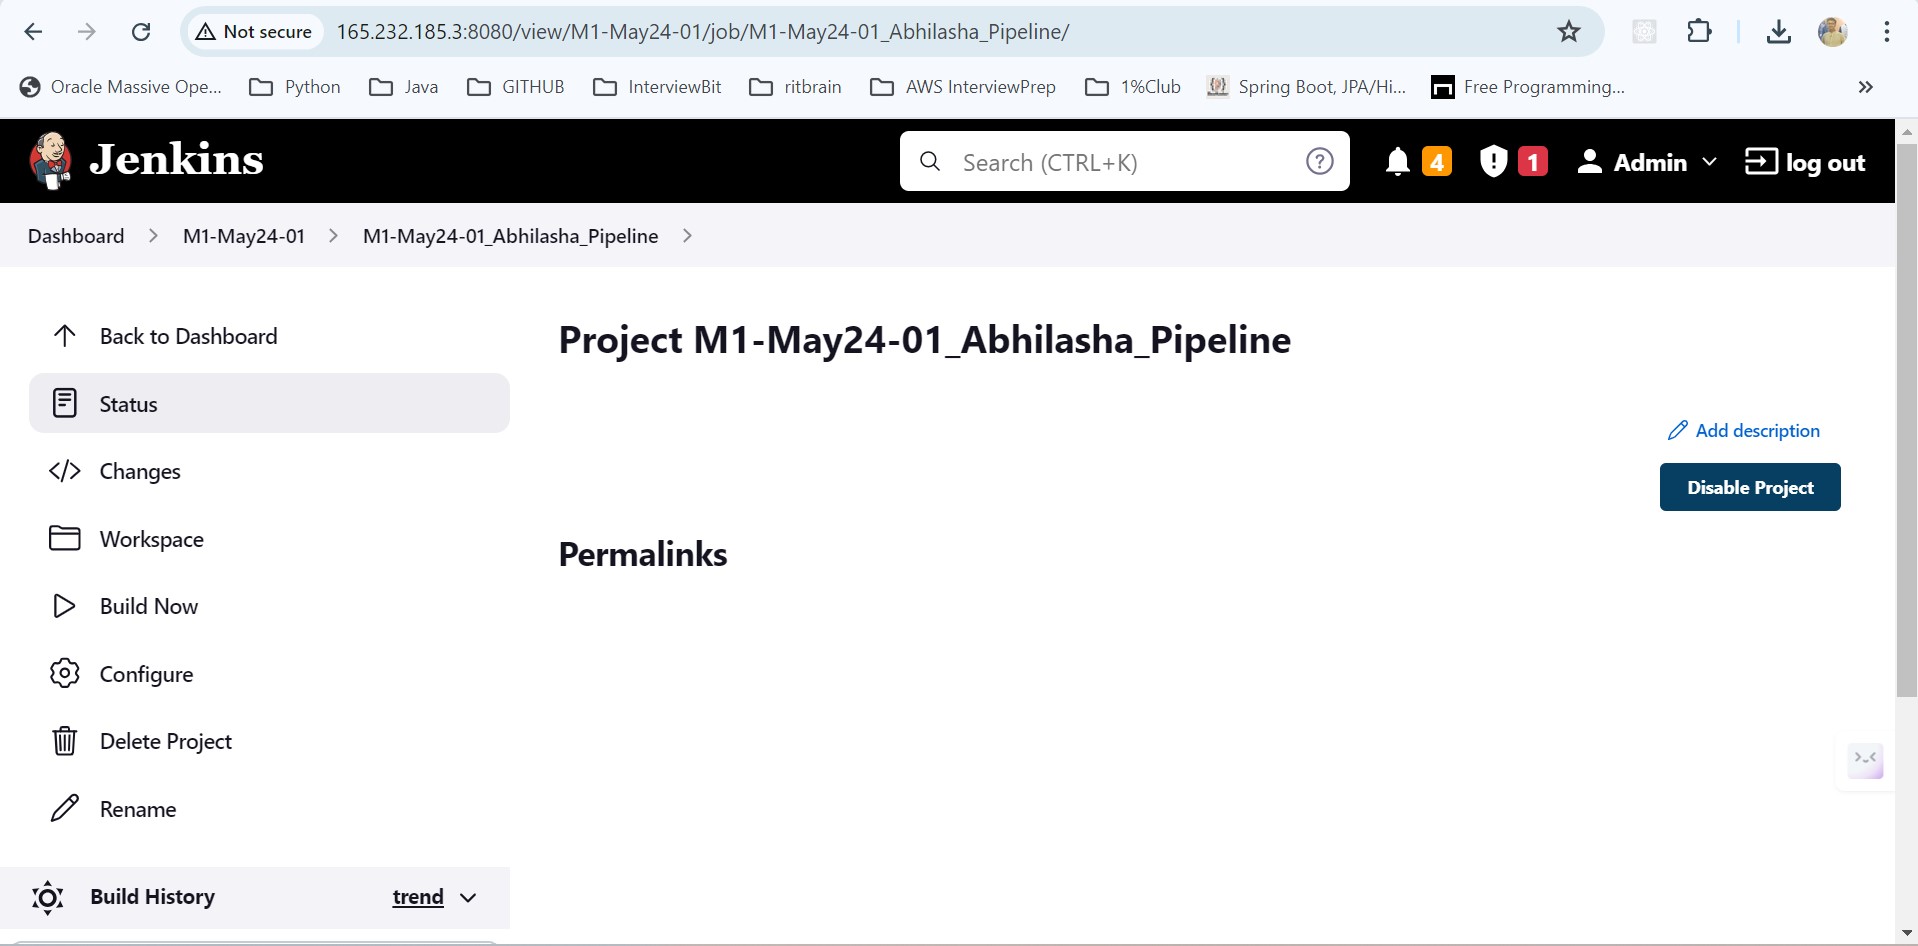 Not secure 165.232.185.3:8080/view/M1-May24-01/job/M1-May24-01_Abhilasha_Pipeline/
Oracle Massive Ope... Python Java GITHUB InterviewBit ritbrain AWS InterviewPrep 1%Club Spring Boot, JPA/Hi... Free Programming...
Jenkins Search (CTRL+K) 4 1 Admin log out
Dashboard M1-May24-01 M1-May24-01_Abhilasha_Pipeline
Back to Dashboard
Status
Changes
Workspace
Build Now
Configure
Delete Project
Rename
Build History trend
Project M1-May24-01_Abhilasha_Pipeline
Add description
Disable Project
Permalinks